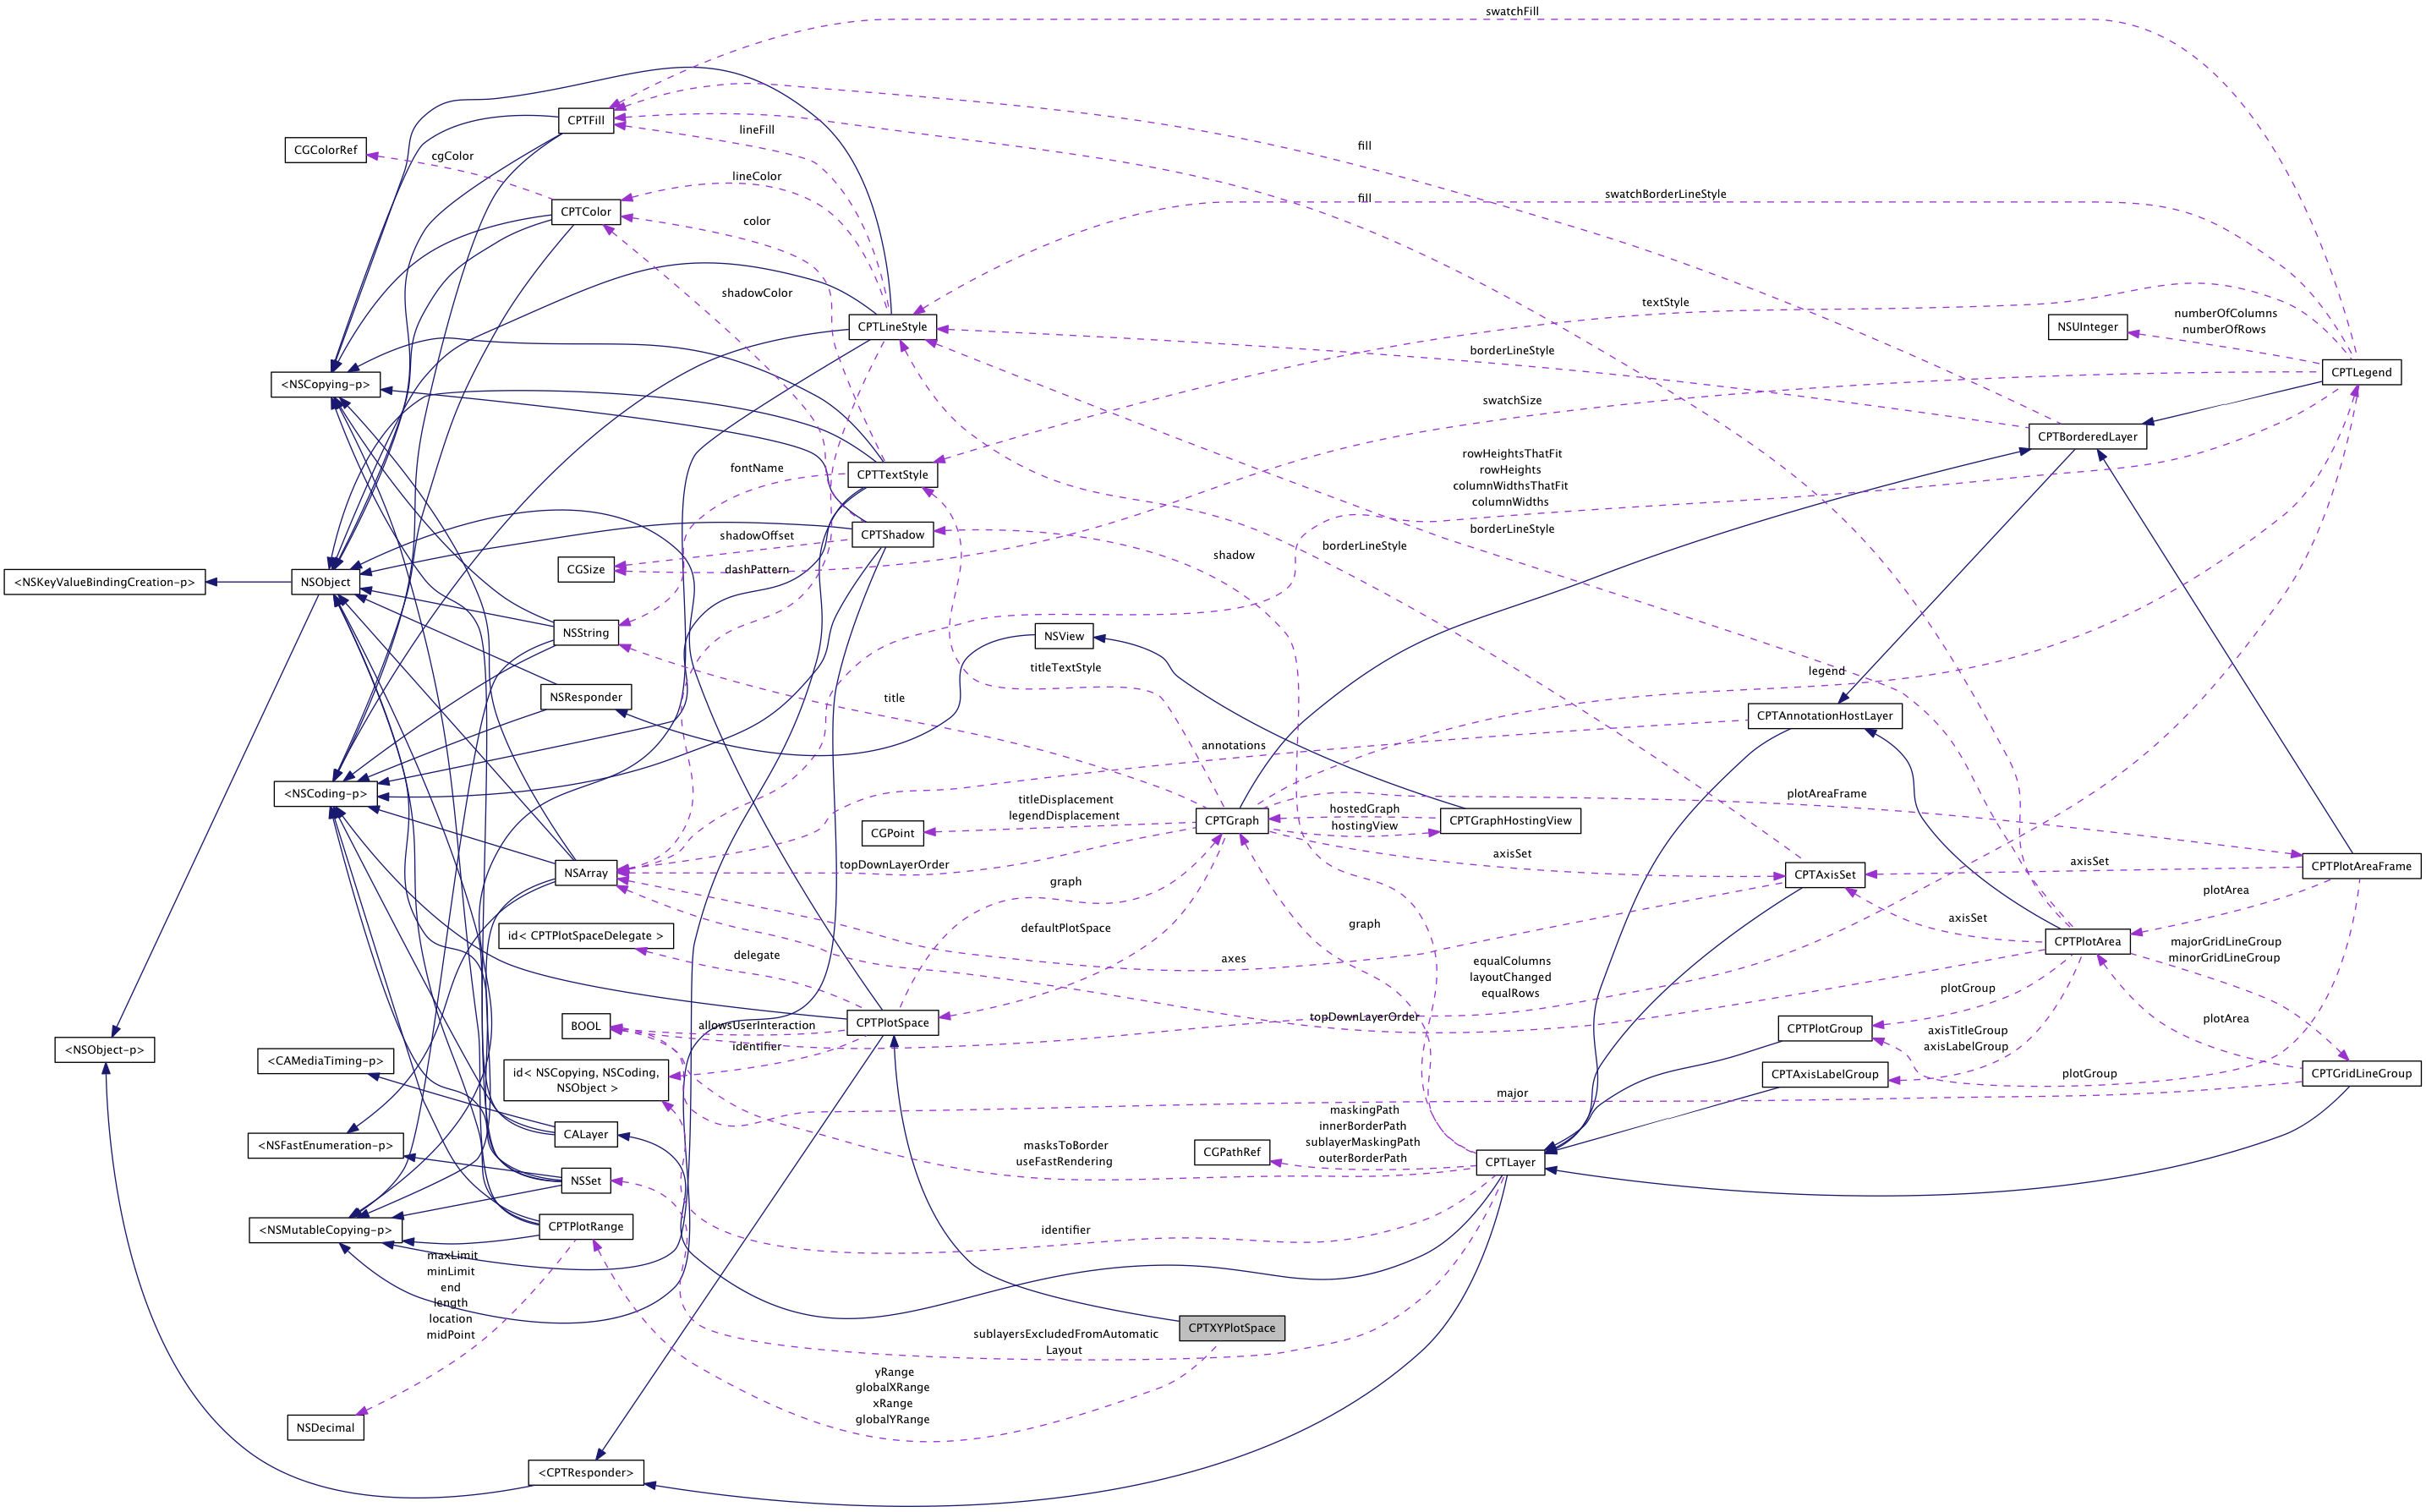 swatchFill
CPTFill
lineFill
fill
CGColorRef
cgColor
lineColor
swatchBorderLineStyle
fill
CPTColor
color
shadowColor
textStyle
numberOfColumns
numberOfRows
NSUInteger
CPTLineStyle
borderLineStyle
CPTLegend
<NSCopying-p>
swatchSize
CPTBorderedLayer
rowHeightsThatFit
rowHeights
columnWidthsThatFit
columnWidths
fontName
CPTTextStyle
borderLineStyle
shadowOffset
CPTShadow
shadow
borderLineStyle
<NSKeyValueBindingCreation-p>
NSObject
CGSize
dashPattern
NSString
NSView
titleTextStyle
legend
NSResponder
title
CPTAnnotationHostLayer
annotations
<NSCoding-p>
plotAreaFrame
titleDisplacement
legendDisplacement
hostedGraph
hostingView
CGPoint
CPTGraph
CPTGraphHostingView
axisSet
axisSet
topDownLayerOrder
NSArray
graph
CPTAxisSet
CPTPlotAreaFrame
plotArea
id< CPTPlotSpaceDelegate >
defaultPlotSpace
graph
axisSet
CPTPlotArea
majorGridLineGroup
minorGridLineGroup
delegate
axes
equalColumns
layoutChanged
equalRows
plotGroup
BOOL
allowsUserInteraction
CPTPlotSpace
topDownLayerOrder
CPTPlotGroup
plotArea
<NSObject-p>
<CAMediaTiming-p>
identifier
axisTitleGroup
axisLabelGroup
id< NSCopying, NSCoding,
NSObject >
CPTAxisLabelGroup
plotGroup
CPTGridLineGroup
major
maskingPath
innerBorderPath
sublayerMaskingPath
outerBorderPath
<NSFastEnumeration-p>
CALayer
masksToBorder
useFastRendering
CGPathRef
CPTLayer
NSSet
<NSMutableCopying-p>
CPTPlotRange
identifier
maxLimit
minLimit
end
length
location
midPoint
CPTXYPlotSpace
sublayersExcludedFromAutomatic
Layout
yRange
globalXRange
xRange
globalYRange
NSDecimal
<CPTResponder>